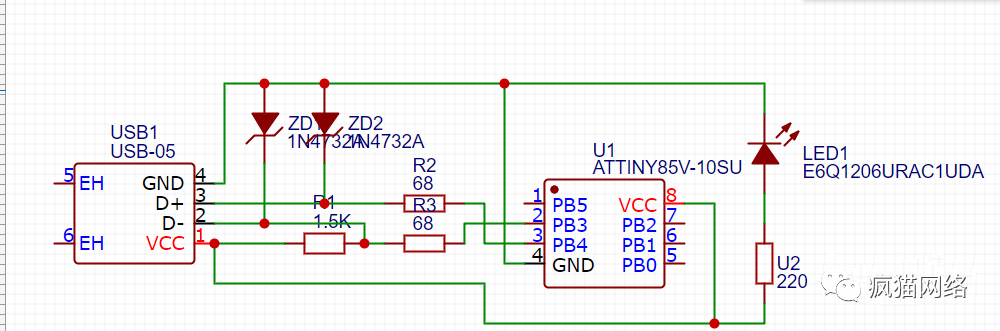 USB1
USB-05
5 EH
6 EH
GND 4
D+ 3
D- 2
VCC 1
ZD1
1N4732A
ZD2
1N4732A
R1
1.5K
R2
68
R3
68
U1
ATTINY85V-10SU
1 PB5
2 PB3
3 PB4
4 GND
VCC 8
PB2 7
PB1 6
PB0 5
LED1
E6Q1206URAC1UDA
U2
220
疯猫网络